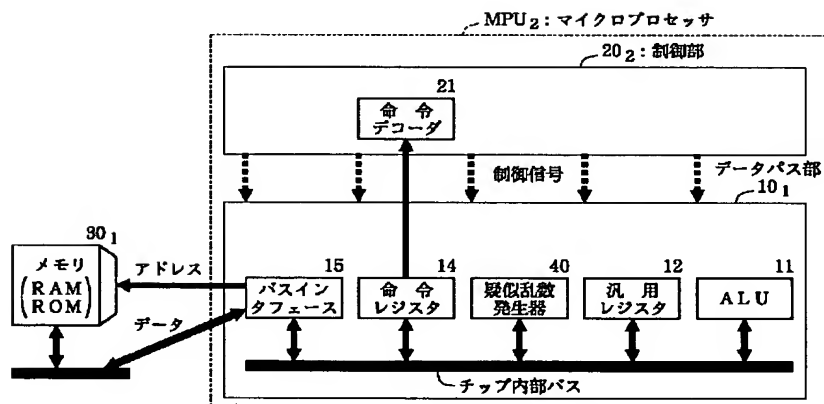 MPU₂：マイクロプロセッサ
20₂：制御部
21
命 令
デコーダ
制御信号
データパス部
10₁
30₁
メモリ
(RAM
ROM)
アドレス
データ
15
バスイン
タフェース
14
命 令
レジスタ
40
疑似乱数
発生器
12
汎 用
レジスタ
11
ALU
チップ内部バス